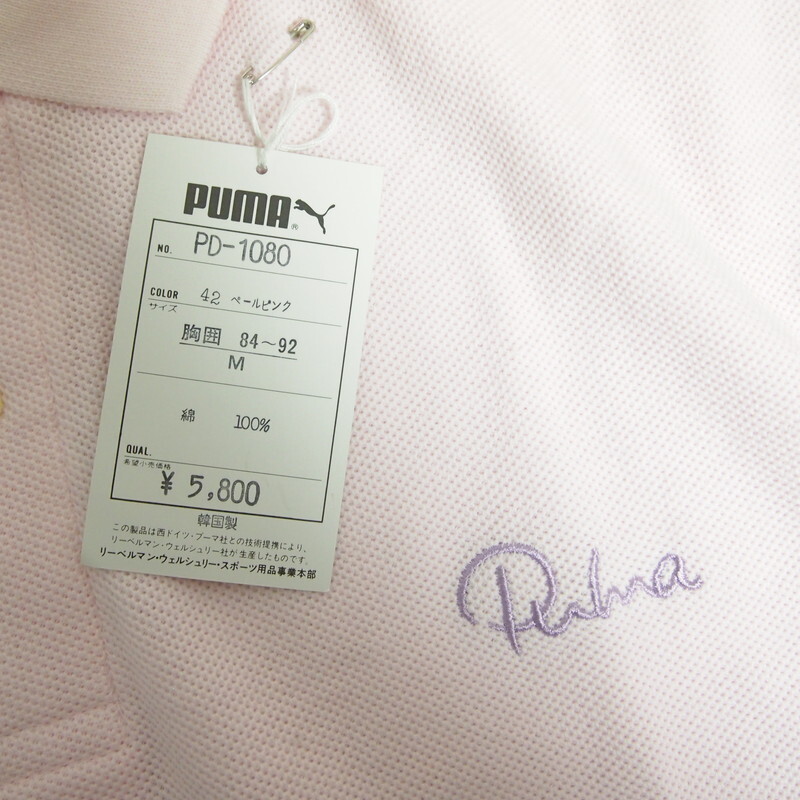 PUMA®
NO. PD-1080
COLOR 42 ペールピンク
サイズ
胸囲 84～92
M
綿 100%
QUAL.
希望小売価格
¥ 5,800
韓国製
この製品は西ドイツ・プーマ社との技術提携により、
リーベルマン・ウェルシュリー社が生産したものです.
リーベルマン・ウェルシュリー・スポーツ用品事業本部
Puma